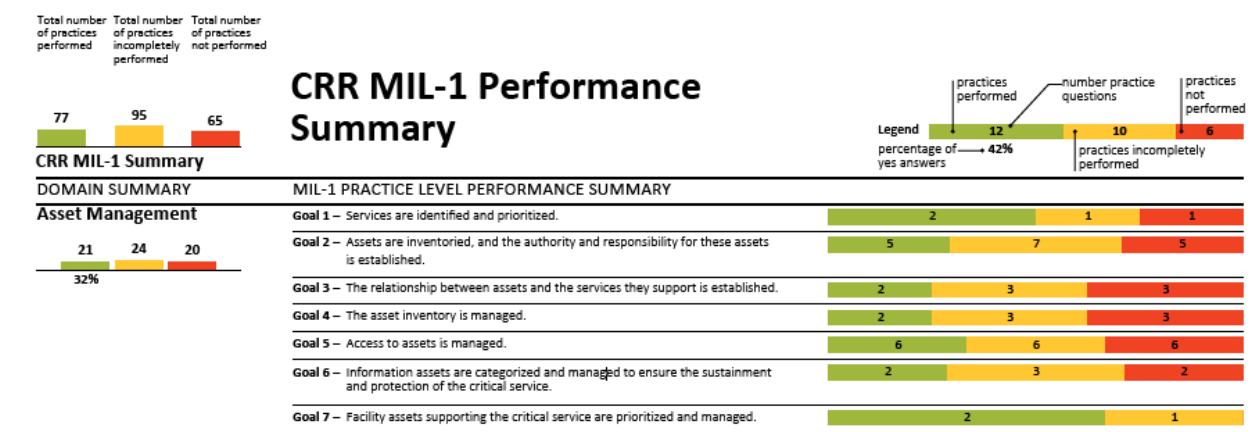 Total number of practices performed
Total number of practices incompletely performed
Total number of practices not performed
77 95 65
CRR MIL-1 Summary
CRR MIL-1 Performance
Summary
practices performed
number practice questions
practices not performed
Legend 12 10 6
percentage of yes answers 42%
practices incompletely performed
DOMAIN SUMMARY
MIL-1 PRACTICE LEVEL PERFORMANCE SUMMARY
Asset Management
21 24 20
32%
Goal 1 – Services are identified and prioritized. 2 1 1
Goal 2 – Assets are inventoried, and the authority and responsibility for these assets
is established. 5 7 5
Goal 3 – The relationship between assets and the services they support is established. 2 3 3
Goal 4 – The asset inventory is managed. 2 3 3
Goal 5 – Access to assets is managed. 6 6 6
Goal 6 – Information assets are categorized and managed to ensure the sustainment
and protection of the critical service. 2 3 2
Goal 7 – Facility assets supporting the critical service are prioritized and managed. 2 1